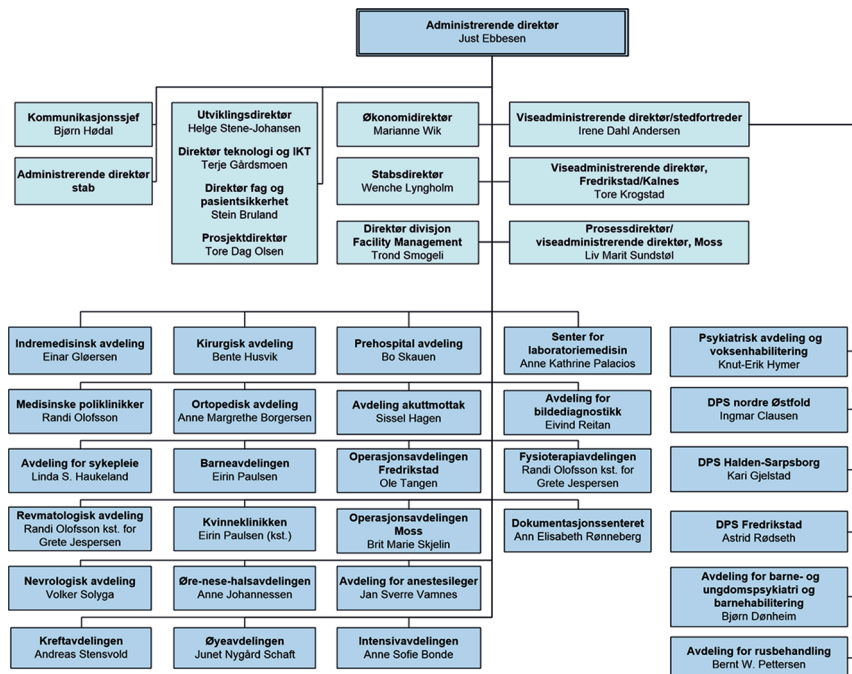 Administrerende direktør
Just Ebbesen
Kommunikasjonssjef
Bjørn Hødal
Administrerende direktør
stab
Utviklingsdirektør
Helge Stene-Johansen
Direktør teknologi og IKT
Terje Gårdsmoen
Direktør fag og
pasientsikkerhet
Stein Bruland
Prosjektdirektør
Tore Dag Olsen
Økonomidirektør
Marianne Wik
Stabsdirektør
Wenche Lyngholm
Direktør divisjon
Facility Management
Trond Smogeli
Viseadministrerende direktør/stedfortreder
Irene Dahl Andersen
Viseadministrerende direktør,
Fredrikstad/Kalnes
Tore Krogstad
Prosessdirektør/
viseadministrerende direktør, Moss
Liv Marit Sundstøl
Indremedisinsk avdeling
Einar Gløersen
Kirurgisk avdeling
Bente Husvik
Prehospital avdeling
Bo Skauen
Senter for
laboratoriemedisin
Anne Kathrine Palacios
Psykiatrisk avdeling og
voksenhabilitering
Knut-Erik Hymer
Medisinske poliklinikker
Randi Olofsson
Ortopedisk avdeling
Anne Margrethe Borgersen
Avdeling akuttmottak
Sissel Hagen
Avdeling for
bildediagnostikk
Eivind Reitan
DPS nordre Østfold
Ingmar Clausen
Avdeling for sykepleie
Linda S. Haukeland
Barneavdelingen
Eirin Paulsen
Operasjonsavdelingen
Fredrikstad
Ole Tangen
Fysioterapiavdelingen
Randi Olofsson kst. for
Grete Jespersen
DPS Halden-Sarpsborg
Kari Gjelstad
Revmatologisk avdeling
Randi Olofsson kst. for
Grete Jespersen
Kvinneklinikken
Eirin Paulsen (kst.)
Operasjonsavdelingen
Moss
Brit Marie Skjelin
Dokumentasjonssenteret
Ann Elisabeth Rønneberg
DPS Fredrikstad
Astrid Rødseth
Nevrologisk avdeling
Volker Solyga
Øre-nese-halsavdelingen
Anne Johannessen
Avdeling for anestesileger
Jan Sverre Vamnes
Avdeling for barne- og
ungdomspsykiatri og
barnehabilitering
Bjørn Dønheim
Kreftavdelingen
Andreas Stensvold
Øyeavdelingen
Junet Nygård Schaft
Intensivavdelingen
Anne Sofie Bonde
Avdeling for rusbehandling
Bernt W. Pettersen